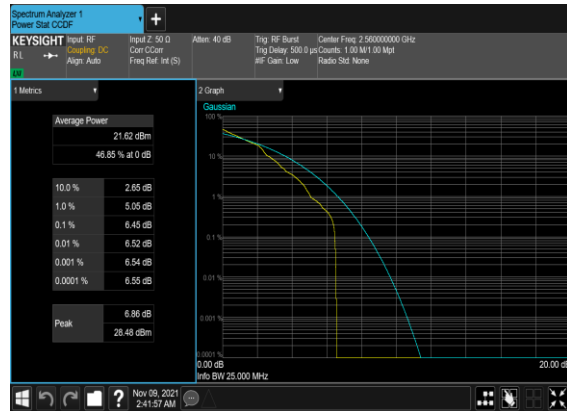 Spectrum Analyzer 1
Power Stat CCDF
KEYSIGHT
R L
LXI
Input: RF
Coupling: DC
Align: Auto
Input Z: 50 Ω
Corr CCorr
Freq Ref: Int (S)
Atten: 40 dB
Trig: RF Burst
Trig Delay: 500.0 µs
#IF Gain: Low
Center Freq: 2.560000000 GHz
Counts: 1.00 M/1.00 Mpt
Radio Std: None
1 Metrics
Average Power
21.62 dBm
46.85 % at 0 dB
10.0 % 2.65 dB
1.0 % 5.05 dB
0.1 % 6.45 dB
0.01 % 6.52 dB
0.001 % 6.54 dB
0.0001 % 6.55 dB
Peak
6.86 dB
28.48 dBm
2 Graph
Gaussian
100 %
10 %
1 %
0.1 %
0.01 %
0.001 %
0.0001 %
0.00 dB
20.00 dB
Info BW 25.000 MHz
?
Nov 09, 2021
2:41:57 AM